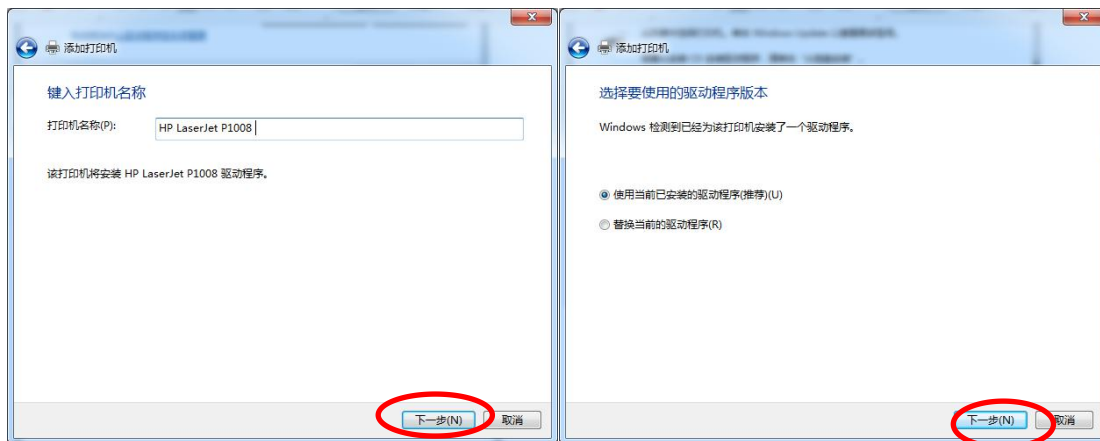 添加打印机
键入打印机名称
打印机名称(P):
HP LaserJet P1008
该打印机将安装 HP LaserJet P1008 驱动程序。
下一步(N)
取消
添加打印机
选择要使用的驱动程序版本
Windows 检测到已经为该打印机安装了一个驱动程序。
使用当前已安装的驱动程序(推荐)(U)
替换当前的驱动程序(R)
下一步(N)
取消